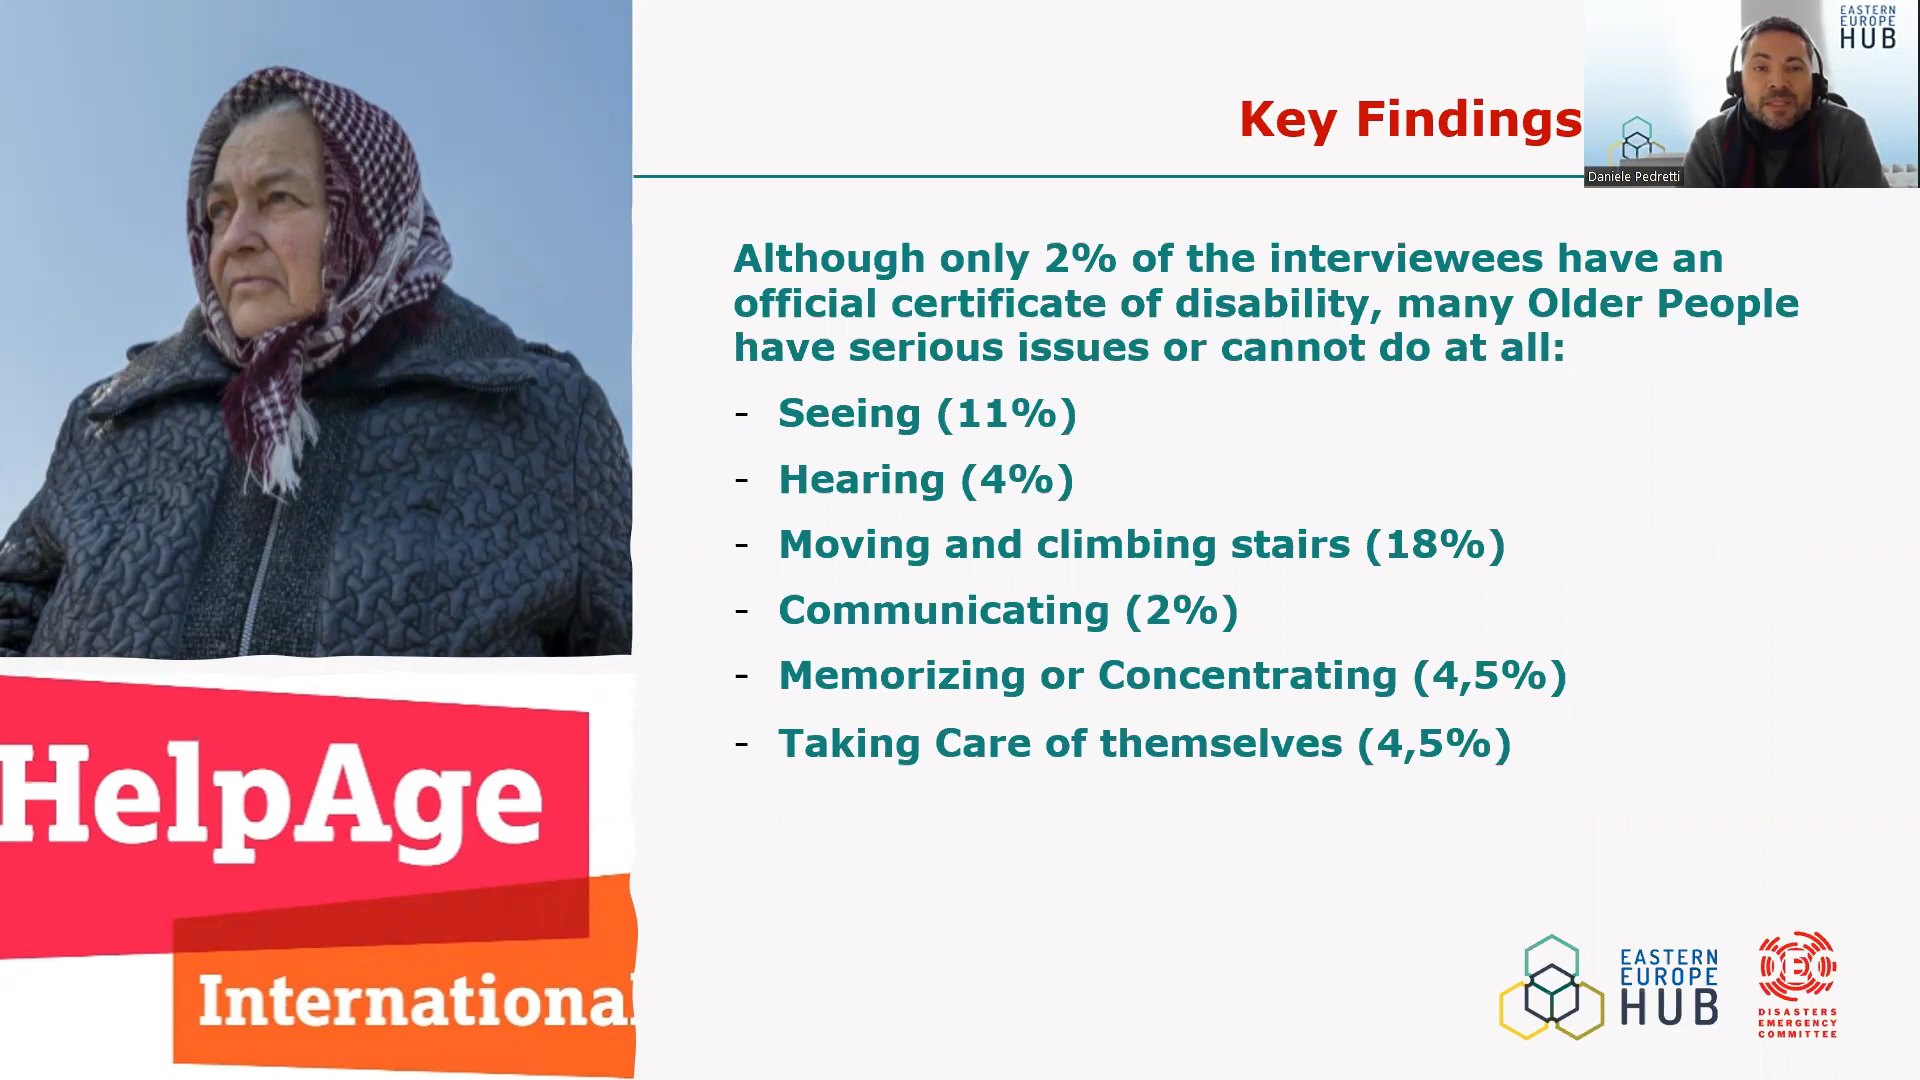 EASTERN
EUROPE
HUB
Key Findings
Daniele Pedretti
Although only 2% of the interviewees have an
official certificate of disability, many Older People
have serious issues or cannot do at all:
- Seeing (11%)
- Hearing (4%)
- Moving and climbing stairs (18%)
- Communicating (2%)
- Memorizing or Concentrating (4,5%)
- Taking Care of themselves (4,5%)
HelpAge
International
EASTERN
EUROPE
HUB
DEC
DISASTERS
EMERGENCY
COMMITTEE